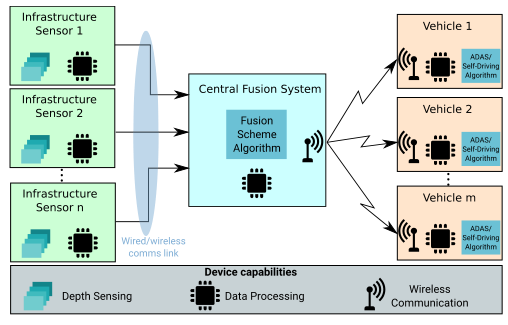 Infrastructure
Sensor 1
Infrastructure
Sensor 2
Infrastructure
Sensor n
Wired/wireless
comms link
Central Fusion System
Fusion
Scheme
Algorithm
Vehicle 1
ADAS/
Self-Driving
Algorithm
Vehicle 2
ADAS/
Self-Driving
Algorithm
Vehicle m
ADAS/
Self-Driving
Algorithm
Device capabilities
Depth Sensing
Data Processing
Wireless
Communication